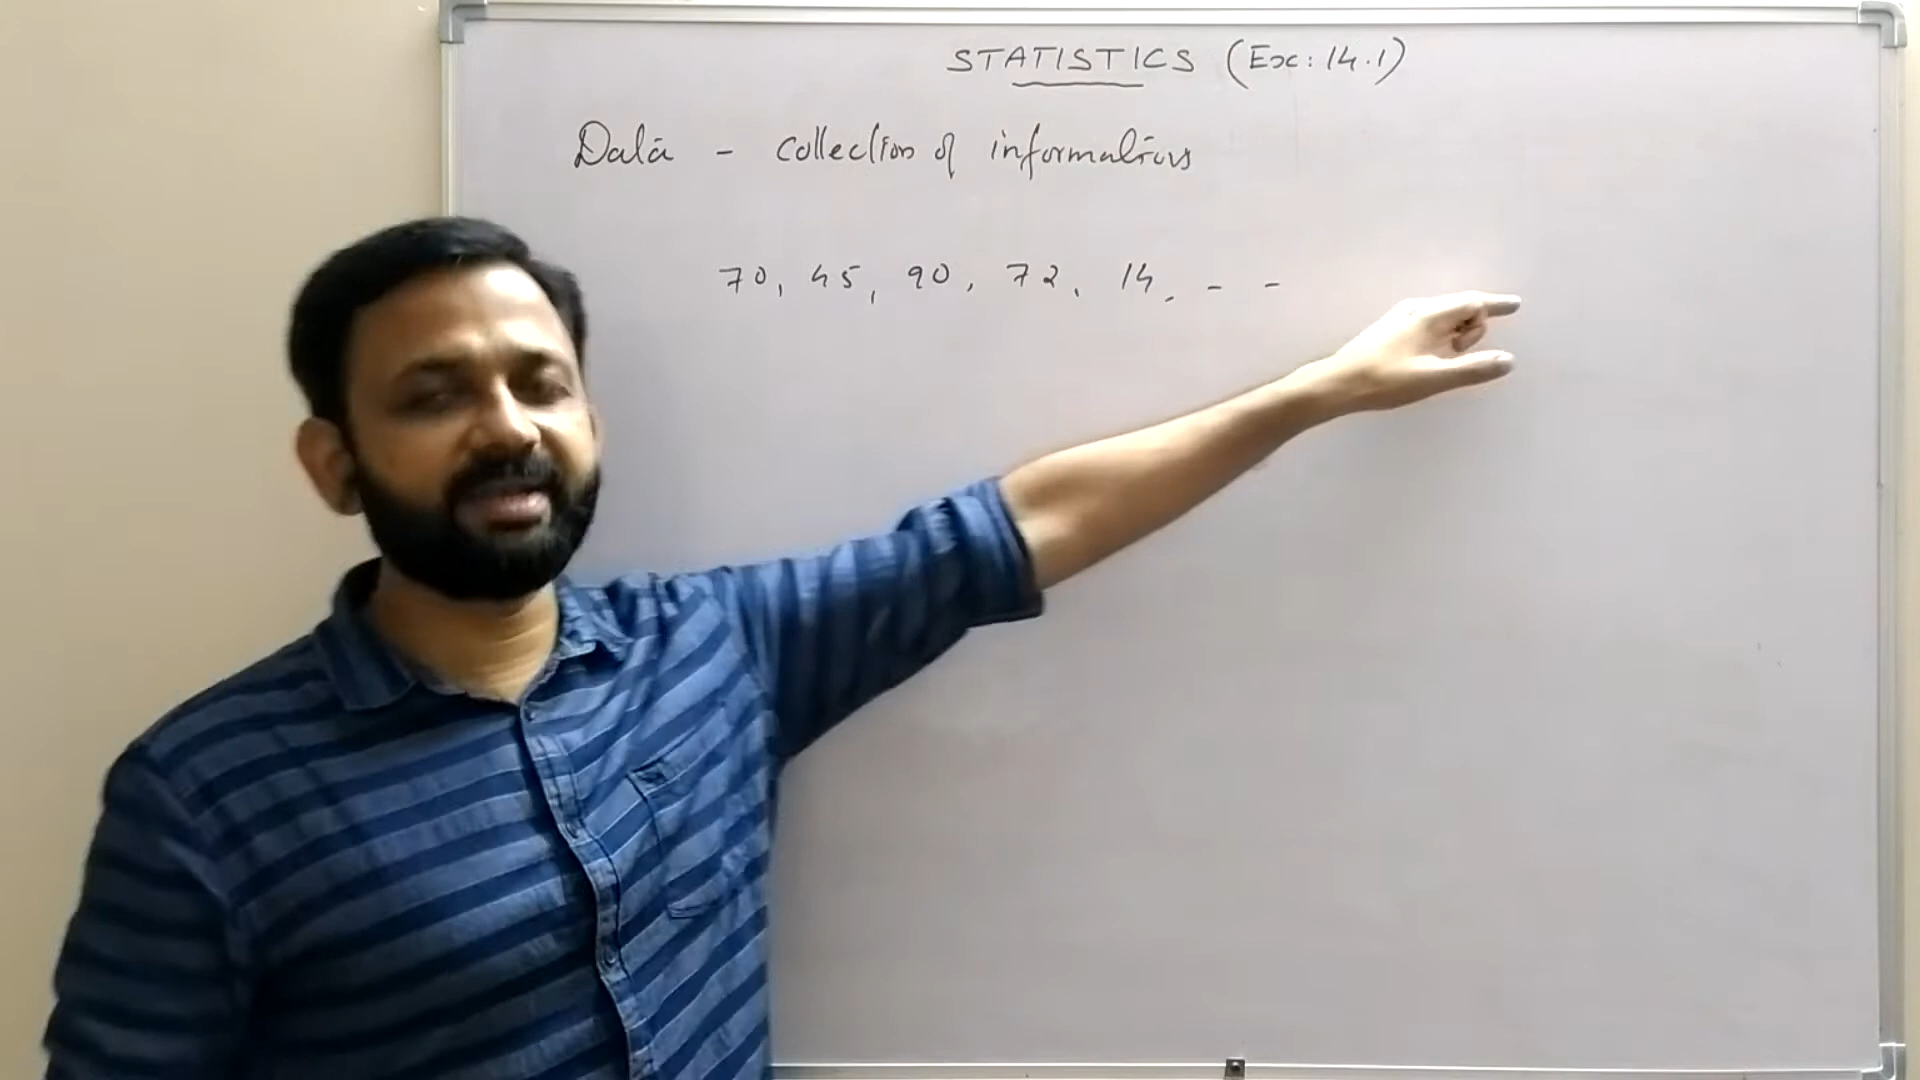 STATISTICS (Exc: 14.1)
Data - collection of informations
70, 45, 90, 72, 14, - -